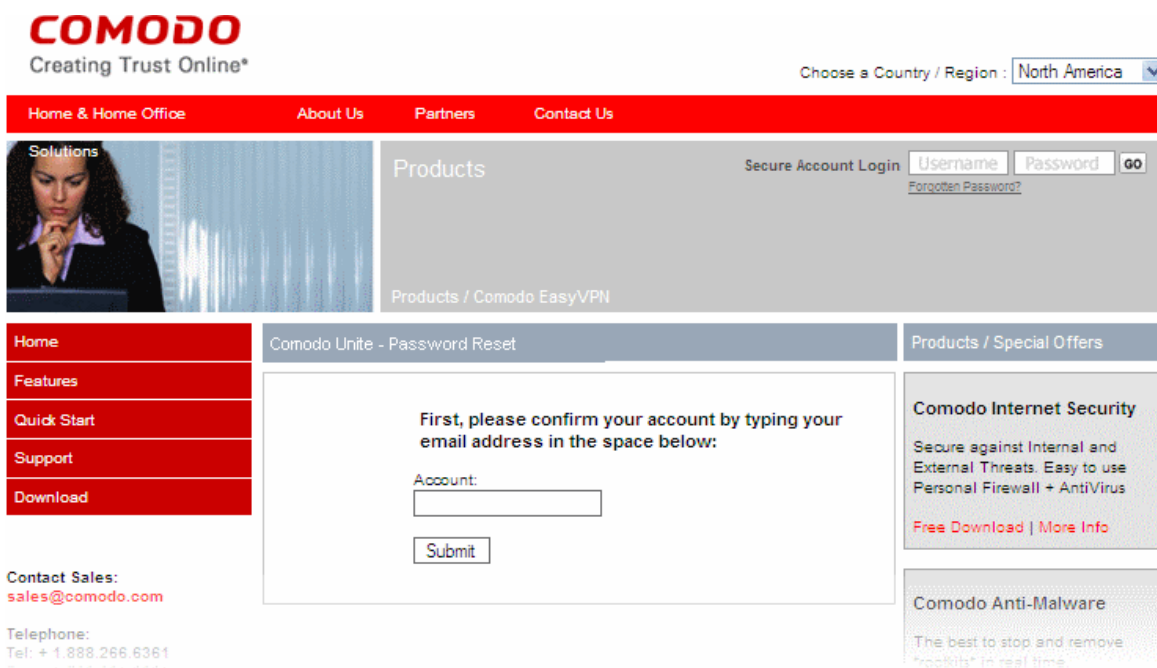 COMODO
Creating Trust Online*
Choose a Country / Region : North America
Home & Home Office About Us Partners Contact Us
Solutions
Products
Secure Account Login Username Password GO
Forgotten Password?
Products / Comodo EasyVPN
Home
Features
Quick Start
Support
Download
Contact Sales:
sales@comodo.com
Telephone:
Tel: + 1.888.266.6361
Comodo Unite - Password Reset
First, please confirm your account by typing your
email address in the space below:
Account:
Submit
Products / Special Offers
Comodo Internet Security
Secure against Internal and
External Threats. Easy to use
Personal Firewall + AntiVirus
Free Download | More Info
Comodo Anti-Malware
The best to stop and remove
"rootkits" in real time.